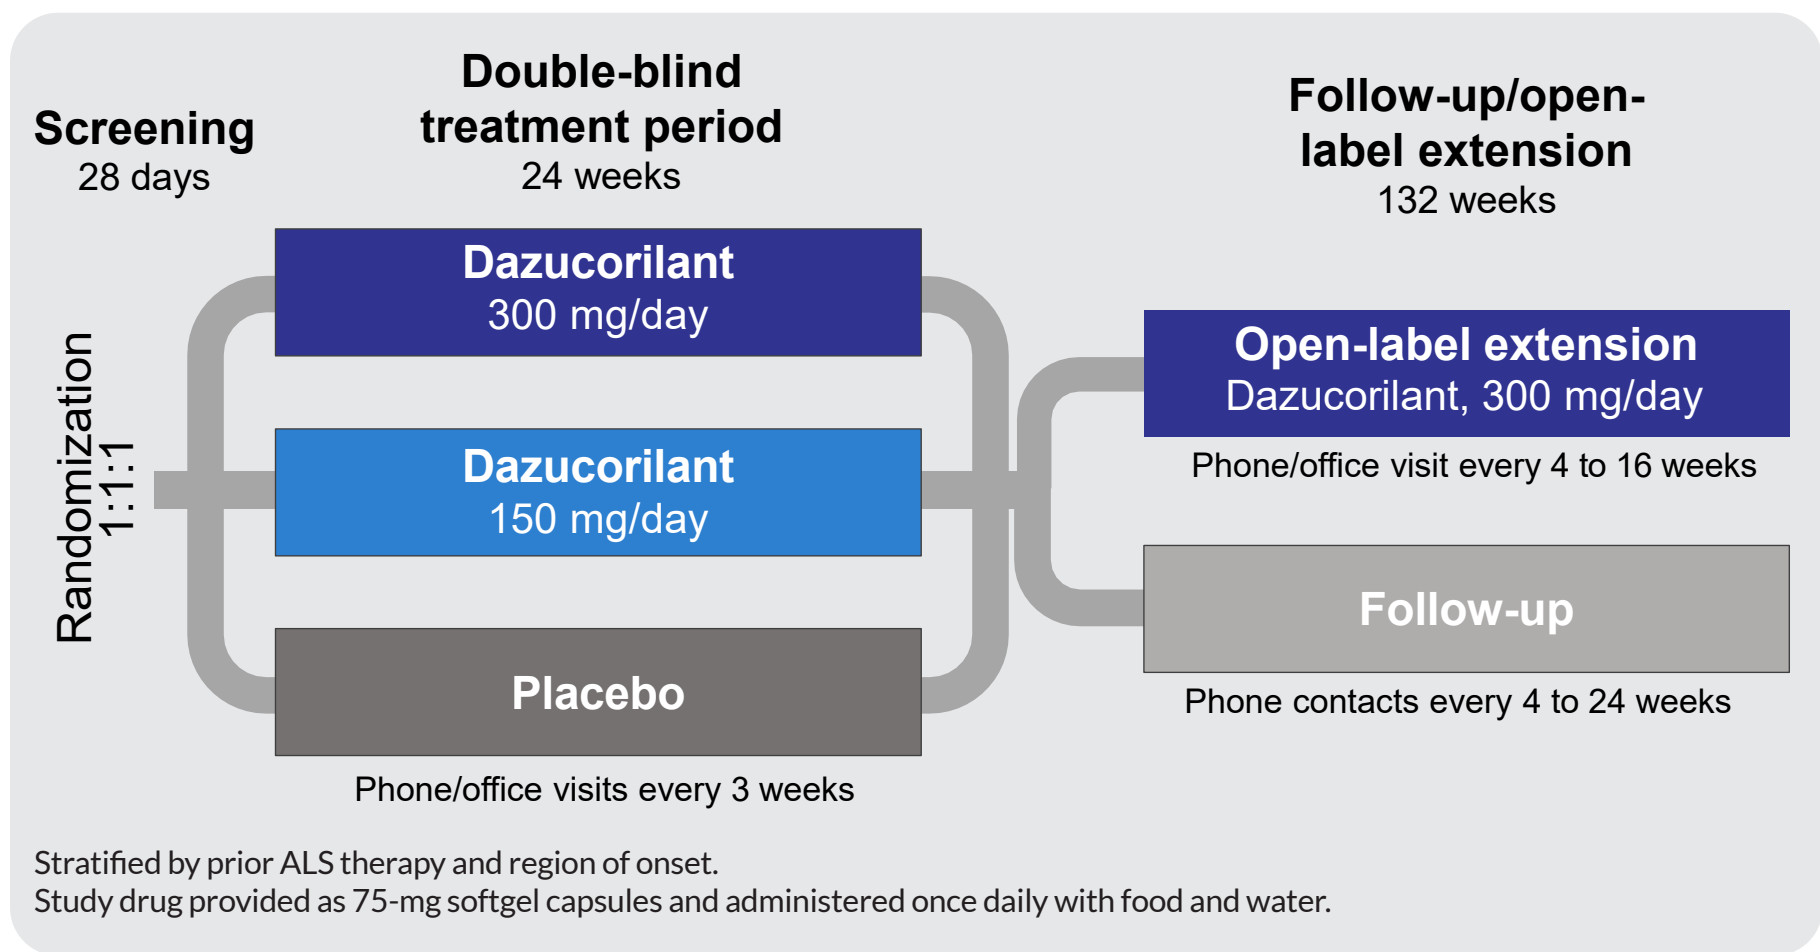 Screening
28 days
Double-blind
treatment period
24 weeks
Follow-up/open-
label extension
132 weeks
Randomization
1:1:1
Dazucorilant
300 mg/day
Dazucorilant
150 mg/day
Placebo
Phone/office visits every 3 weeks
Open-label extension
Dazucorilant, 300 mg/day
Phone/office visit every 4 to 16 weeks
Follow-up
Phone contacts every 4 to 24 weeks
Stratified by prior ALS therapy and region of onset.
Study drug provided as 75-mg softgel capsules and administered once daily with food and water.